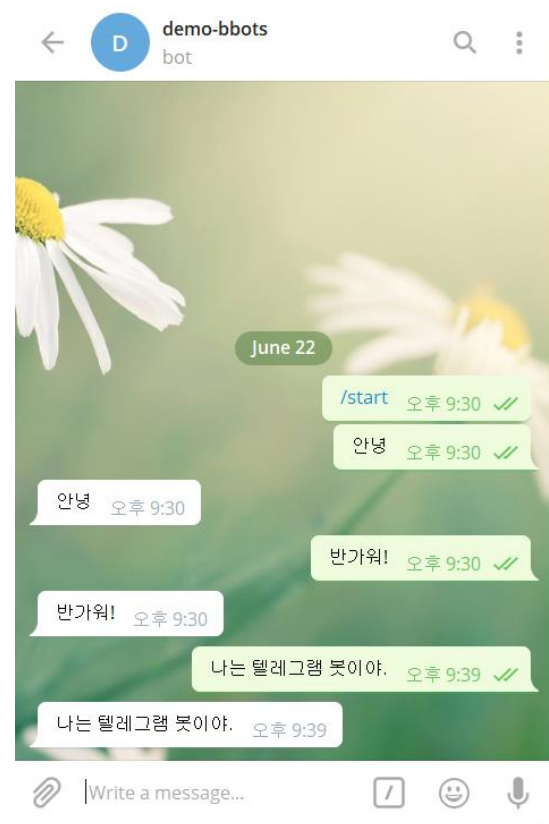 D
demo-bbots
bot
June 22
/start 오후 9:30
안녕 오후 9:30
안녕 오후 9:30
반가워! 오후 9:30
반가워! 오후 9:30
나는 텔레그램 봇이야. 오후 9:39
나는 텔레그램 봇이야. 오후 9:39
Write a message...
/